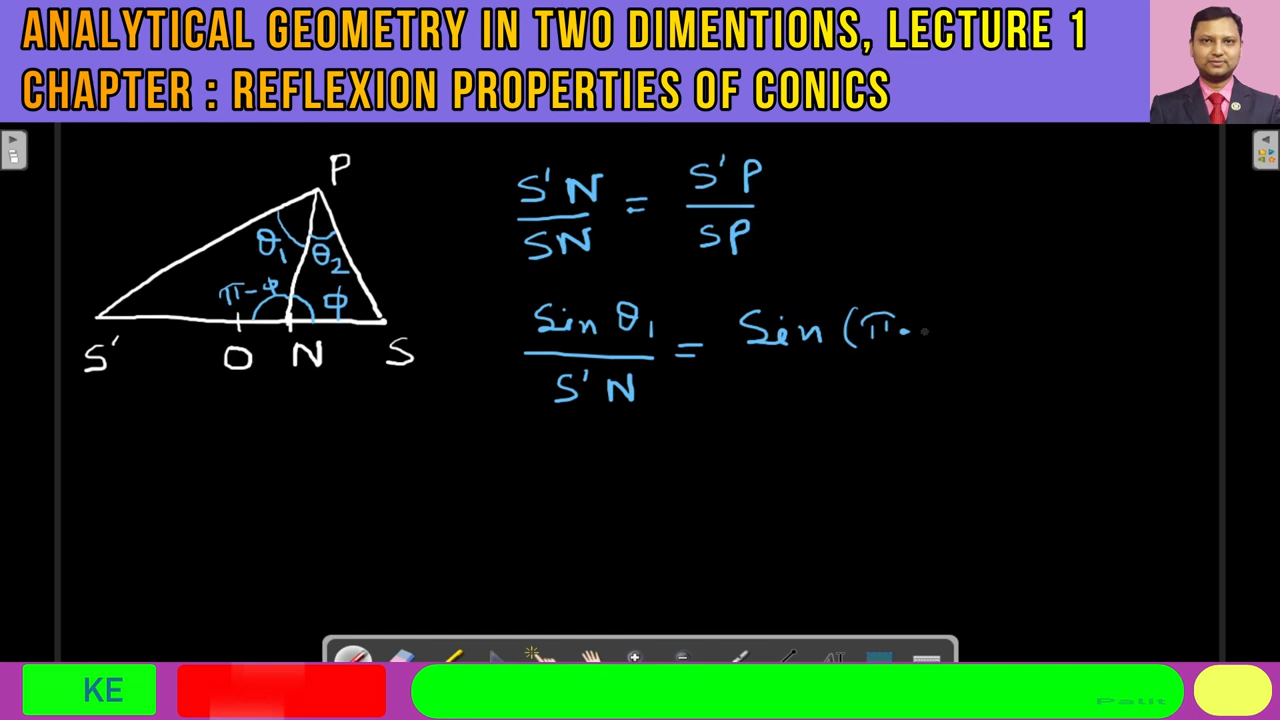 ANALYTICAL GEOMETRY IN TWO DIMENTIONS, LECTURE 1
CHAPTER : REFLEXION PROPERTIES OF CONICS
P
θ₁ θ₂
π-φ φ
S' O N S
S'N/SN = S'P/SP
Sin θ₁/S'N = Sin (π-
KE
Palit